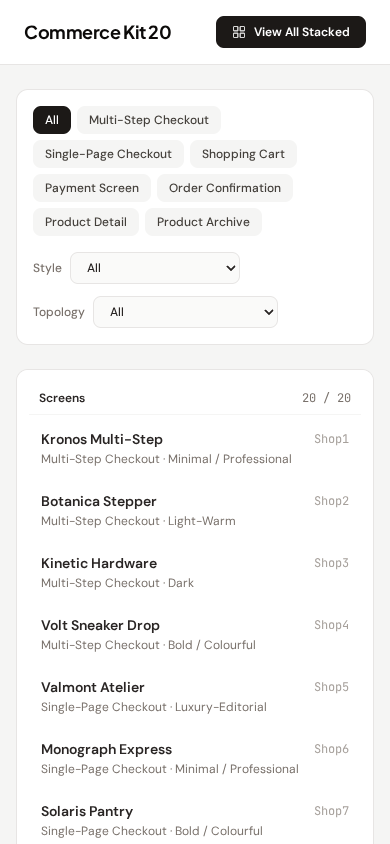 Commerce Kit 20
View All Stacked
All
Multi-Step Checkout
Single-Page Checkout
Shopping Cart
Payment Screen
Order Confirmation
Product Detail
Product Archive
Style
All
Topology
All
Screens
20 / 20
Kronos Multi-Step
Shop1
Multi-Step Checkout · Minimal / Professional
Botanica Stepper
Shop2
Multi-Step Checkout · Light-Warm
Kinetic Hardware
Shop3
Multi-Step Checkout · Dark
Volt Sneaker Drop
Shop4
Multi-Step Checkout · Bold / Colourful
Valmont Atelier
Shop5
Single-Page Checkout · Luxury-Editorial
Monograph Express
Shop6
Single-Page Checkout · Minimal / Professional
Solaris Pantry
Shop7
Single-Page Checkout · Bold / Colourful